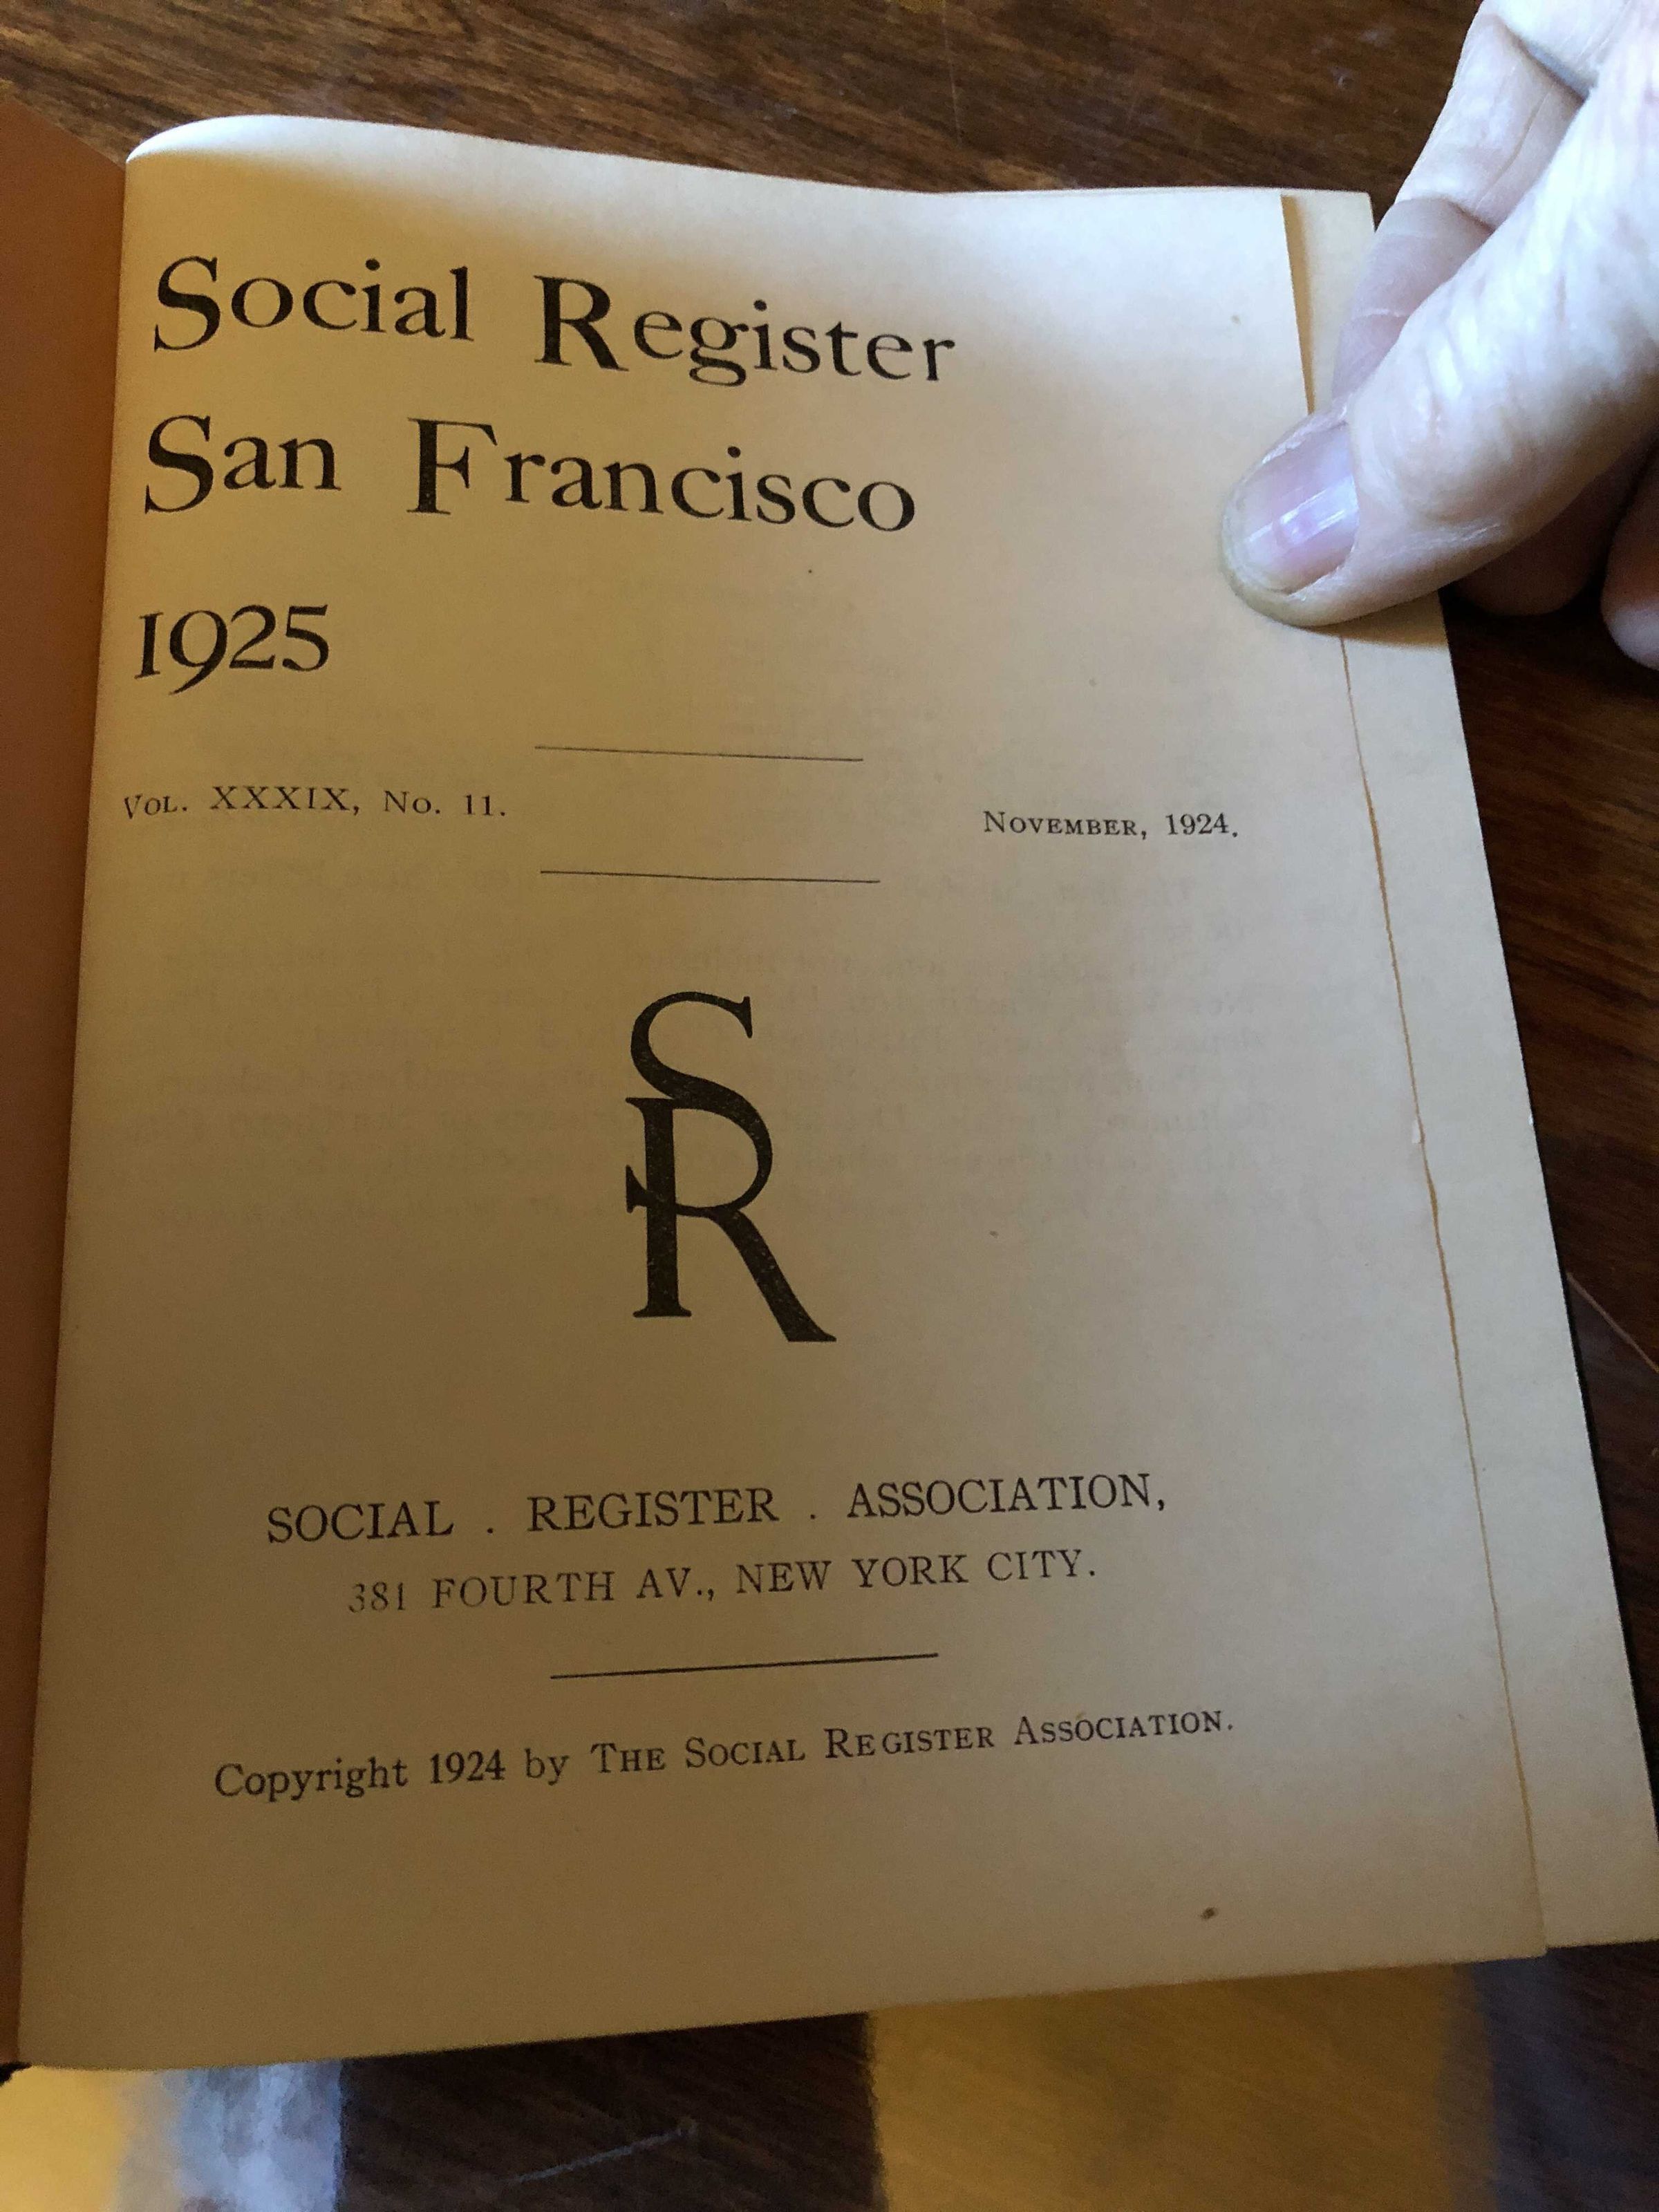 Social Register
San Francisco
1925
VOL. XXXIX, No. 11.
NOVEMBER, 1924.
SR
SOCIAL . REGISTER . ASSOCIATION,
381 FOURTH AV., NEW YORK CITY.
Copyright 1924 by THE SOCIAL REGISTER ASSOCIATION.